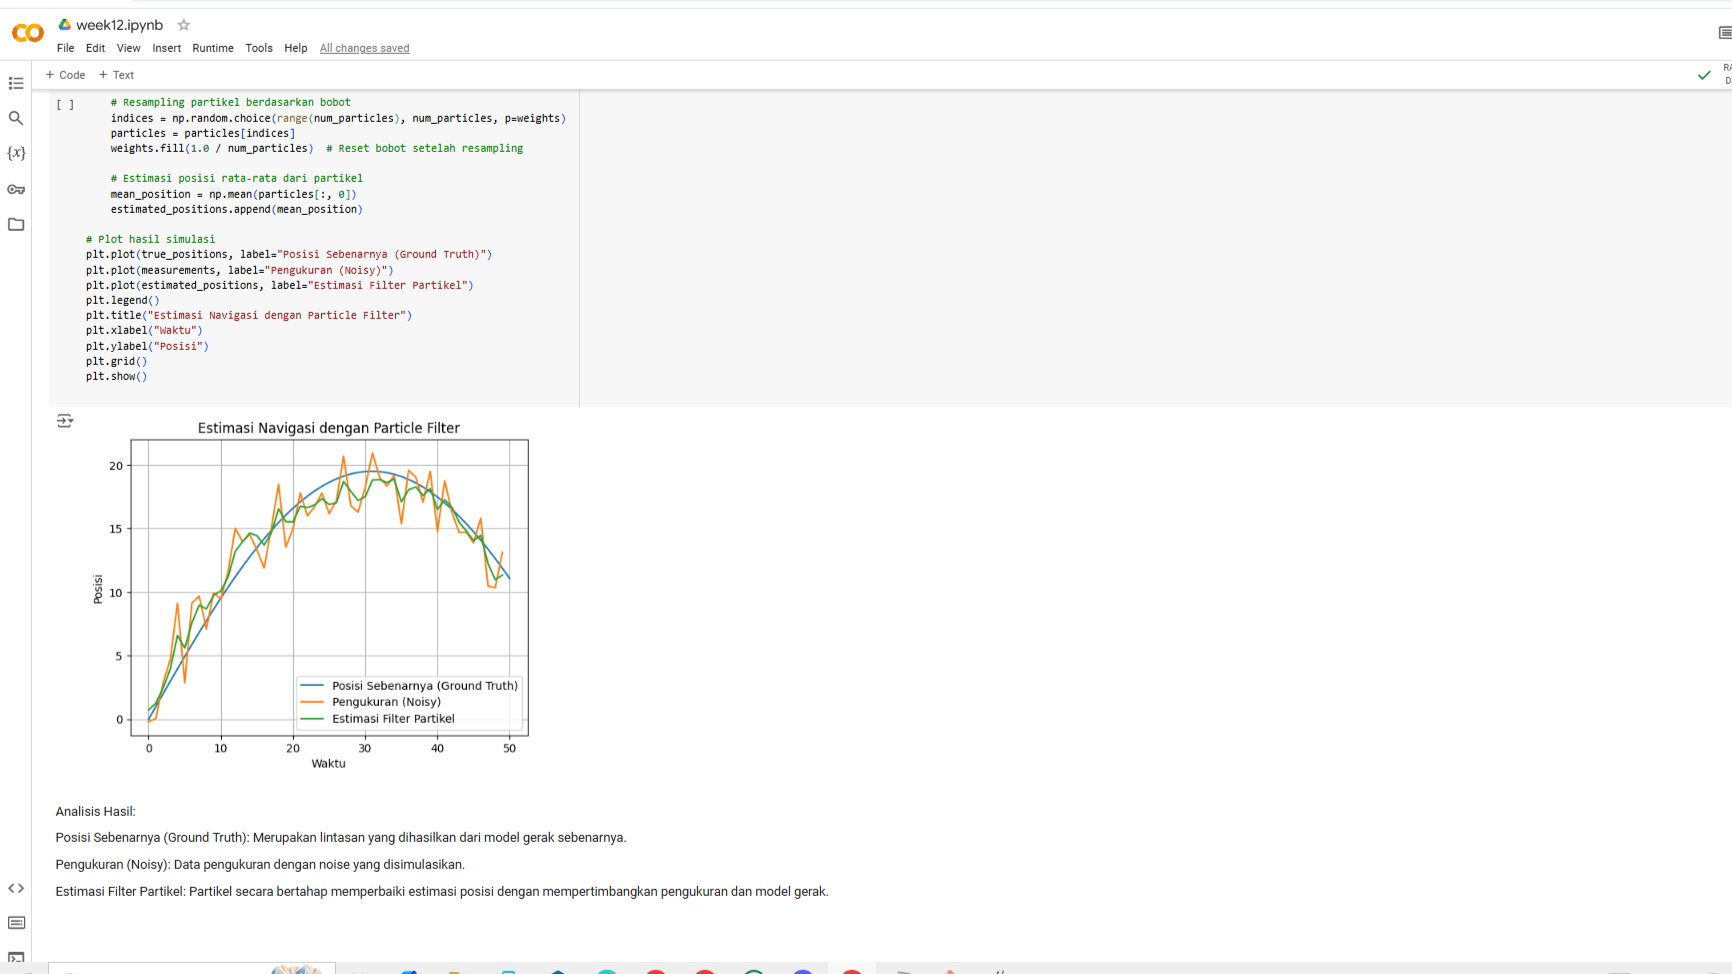 week12.ipynb
File Edit View Insert Runtime Tools Help All changes saved
+ Code + Text
[ ]
# Resampling partikel berdasarkan bobot
indices = np.random.choice(range(num_particles), num_particles, p=weights)
particles = particles[indices]
weights.fill(1.0 / num_particles)  # Reset bobot setelah resampling
# Estimasi posisi rata-rata dari partikel
mean_position = np.mean(particles[:, 0])
estimated_positions.append(mean_position)
# Plot hasil simulasi
plt.plot(true_positions, label="Posisi Sebenarnya (Ground Truth)")
plt.plot(measurements, label="Pengukuran (Noisy)")
plt.plot(estimated_positions, label="Estimasi Filter Partikel")
plt.legend()
plt.title("Estimasi Navigasi dengan Particle Filter")
plt.xlabel("Waktu")
plt.ylabel("Posisi")
plt.grid()
plt.show()
Estimasi Navigasi dengan Particle Filter
20
15
10
5
0
Posisi
Posisi Sebenarnya (Ground Truth)
Pengukuran (Noisy)
Estimasi Filter Partikel
0 10 20 30 40 50
Waktu
Analisis Hasil:
Posisi Sebenarnya (Ground Truth): Merupakan lintasan yang dihasilkan dari model gerak sebenarnya.
Pengukuran (Noisy): Data pengukuran dengan noise yang disimulasikan.
Estimasi Filter Partikel: Partikel secara bertahap memperbaiki estimasi posisi dengan mempertimbangkan pengukuran dan model gerak.